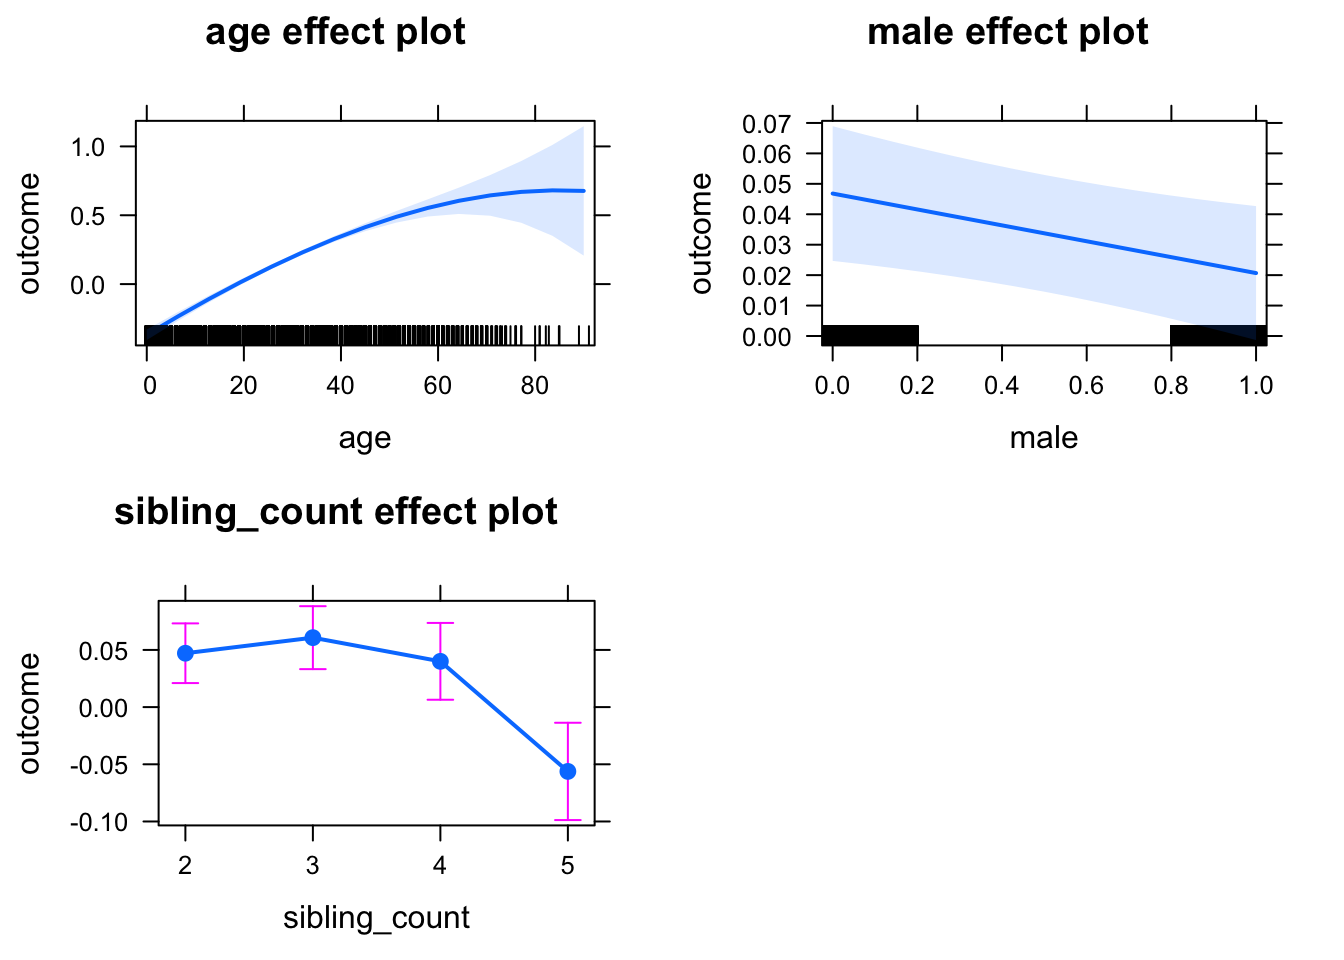 age effect plot
outcome
1.0
0.5
0.0
0 20 40 60 80
age
male effect plot
outcome
0.07
0.06
0.05
0.04
0.03
0.02
0.01
0.00
0.0 0.2 0.4 0.6 0.8 1.0
male
sibling_count effect plot
outcome
0.05
0.00
-0.05
-0.10
2 3 4 5
sibling_count